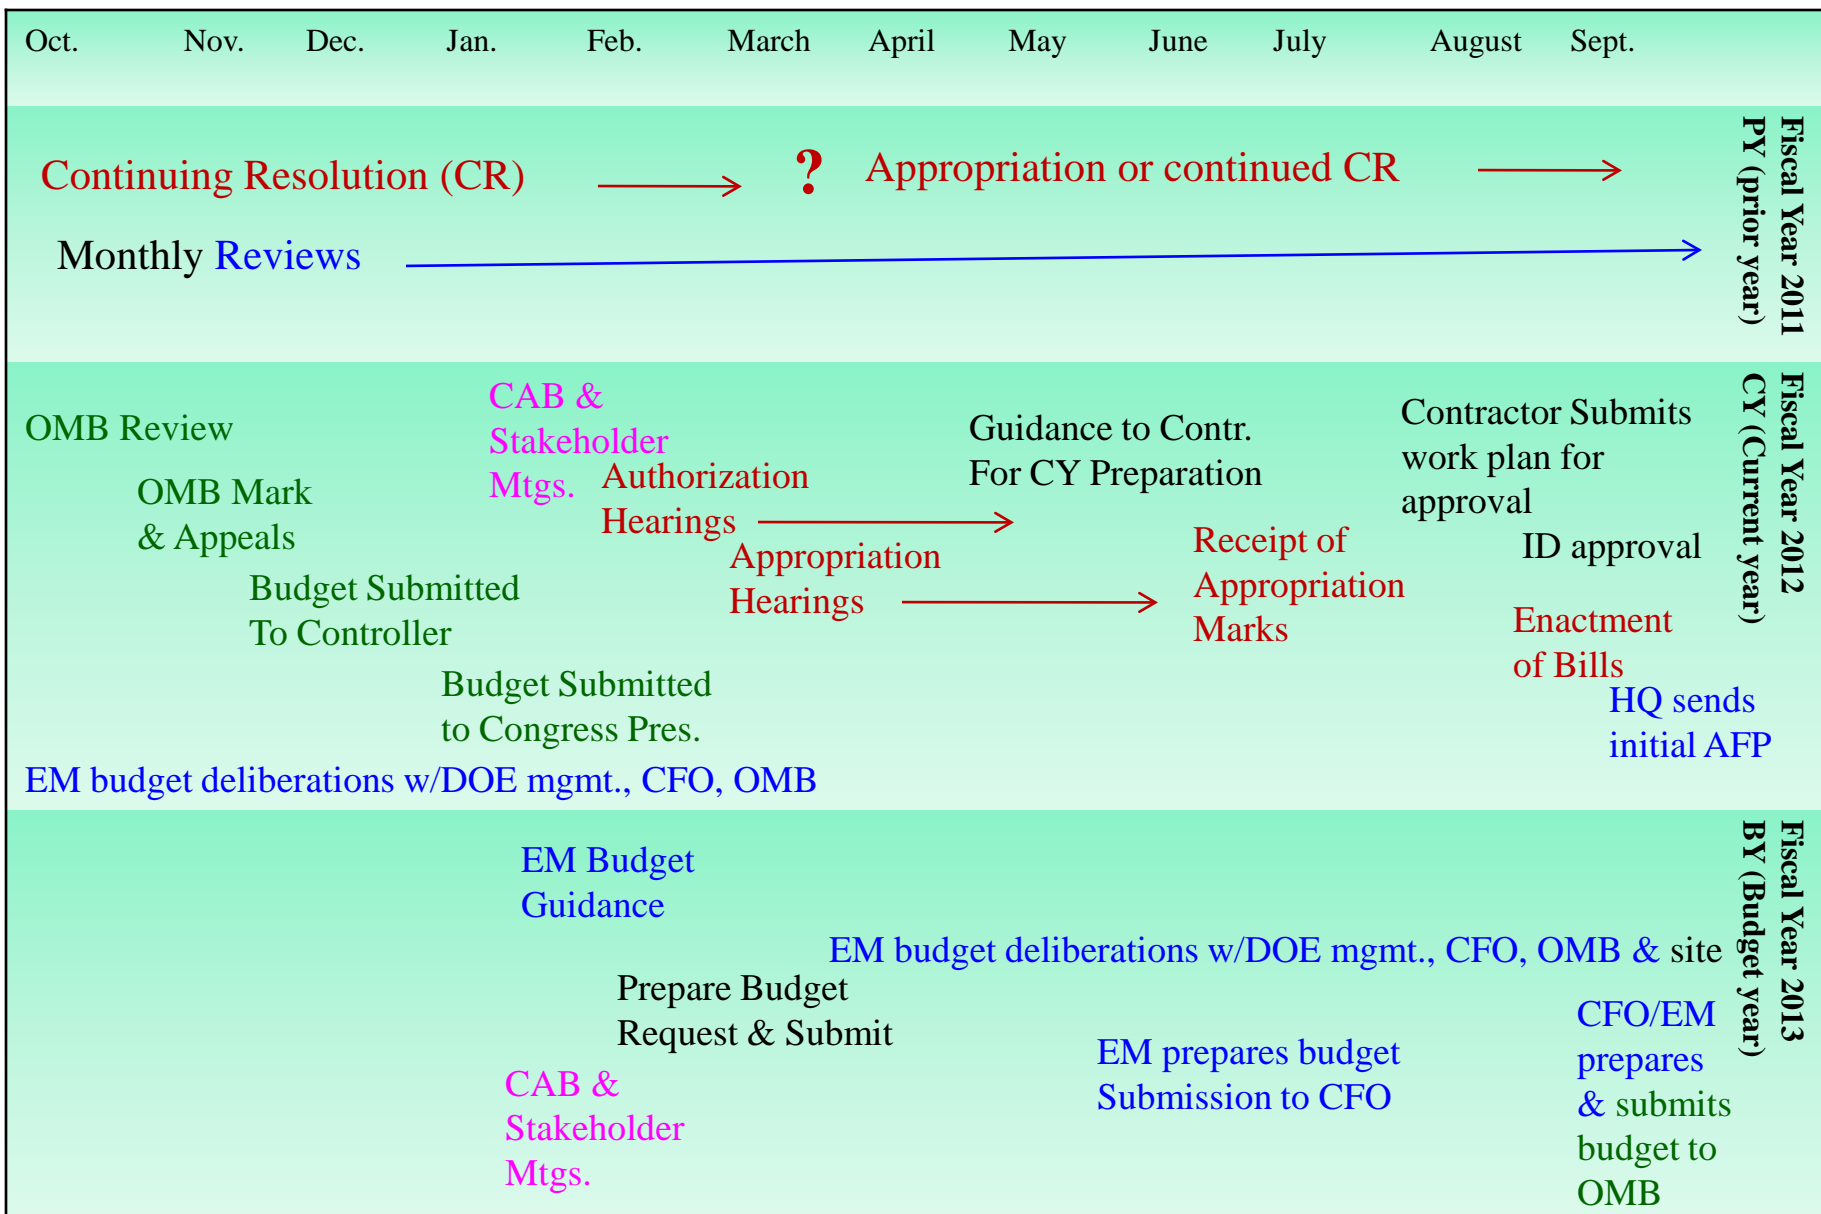 Oct. Nov. Dec. Jan. Feb. March April May June July August Sept.
Continuing Resolution (CR)
?
Appropriation or continued CR
Monthly Reviews
Fiscal Year 2011
PY (prior year)
OMB Review
OMB Mark
& Appeals
Budget Submitted
To Controller
Budget Submitted
to Congress Pres.
EM budget deliberations w/DOE mgmt., CFO, OMB
CAB &
Stakeholder
Mtgs.
Authorization
Hearings
Appropriation
Hearings
Guidance to Contr.
For CY Preparation
Receipt of
Appropriation
Marks
Contractor Submits
work plan for
approval
ID approval
Enactment
of Bills
HQ sends
initial AFP
Fiscal Year 2012
CY (Current year)
EM Budget
Guidance
EM budget deliberations w/DOE mgmt., CFO, OMB & site
Prepare Budget
Request & Submit
CAB &
Stakeholder
Mtgs.
EM prepares budget
Submission to CFO
CFO/EM
prepares
& submits
budget to
OMB
Fiscal Year 2013
BY (Budget year)